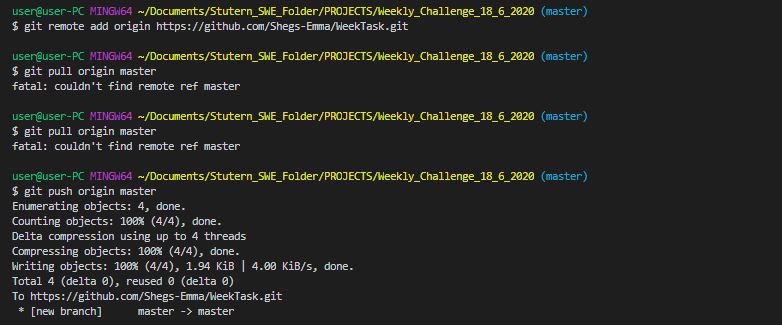 user@user-PC MINGW64 ~/Documents/Stutern_SWE_Folder/PROJECTS/Weekly_Challenge_18_6_2020 (master)
$ git remote add origin https://github.com/Shegs-Emma/WeekTask.git
user@user-PC MINGW64 ~/Documents/Stutern_SWE_Folder/PROJECTS/Weekly_Challenge_18_6_2020 (master)
$ git pull origin master
fatal: couldn't find remote ref master
user@user-PC MINGW64 ~/Documents/Stutern_SWE_Folder/PROJECTS/Weekly_Challenge_18_6_2020 (master)
$ git pull origin master
fatal: couldn't find remote ref master
user@user-PC MINGW64 ~/Documents/Stutern_SWE_Folder/PROJECTS/Weekly_Challenge_18_6_2020 (master)
$ git push origin master
Enumerating objects: 4, done.
Counting objects: 100% (4/4), done.
Delta compression using up to 4 threads
Compressing objects: 100% (4/4), done.
Writing objects: 100% (4/4), 1.94 KiB | 4.00 KiB/s, done.
Total 4 (delta 0), reused 0 (delta 0)
To https://github.com/Shegs-Emma/WeekTask.git
 * [new branch]      master -> master